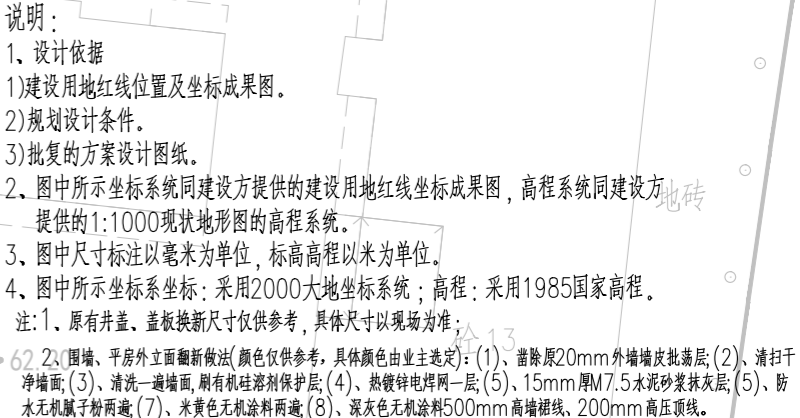 说明：
1、设计依据
1)建设用地红线位置及坐标成果图。
2)规划设计条件。
3)批复的方案设计图纸。
2、图中所示坐标系统同建设方提供的建设用地红线坐标成果图，高程系统同建设方
提供的1:1000现状地形图的高程系统。
地砖
3、图中尺寸标注以毫米为单位，标高高程以米为单位。
4、图中所示坐标系坐标：采用2000大地坐标系统；高程：采用1985国家高程。
注：1、原有井盖、盖板换新尺寸仅供参考，具体尺寸以现场为准；
砼13
62.20
2、围墙、平房外立面翻新做法(颜色仅供参考，具体颜色由业主选定)：(1)、凿除原20mm外墙墙皮批荡层;(2)、清扫干
净墙面;(3)、清洗一遍墙面,刷有机硅溶剂保护层;(4)、热镀锌电焊网一层;(5)、15mm厚M7.5水泥砂浆抹灰层;(5)、防
水无机腻子粉两遍;(7)、米黄色无机涂料两遍;(8)、深灰色无机涂料500mm高墙裙线、200mm高压顶线。